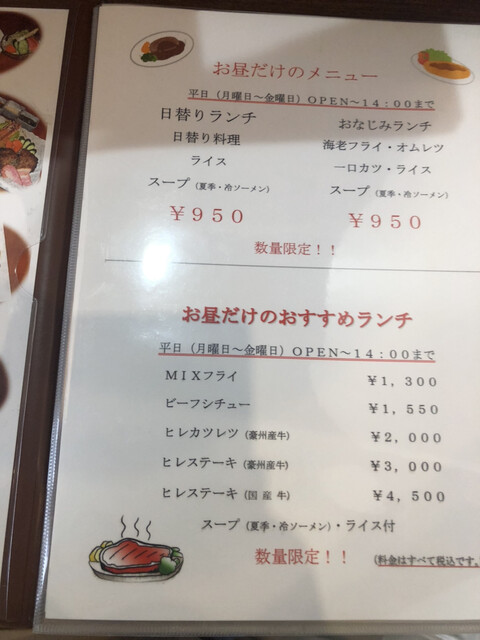 お昼だけのメニュー
平日（月曜日～金曜日）ＯＰＥＮ～１４：００まで
日替りランチ
日替り料理
ライス
スープ（夏季・冷ソーメン）
￥９５０
おなじみランチ
海老フライ・オムレツ
一ロカツ・ライス
スープ（夏季・冷ソーメン）
￥９５０
数量限定！！
お昼だけのおすすめランチ
平日（月曜日～金曜日）ＯＰＥＮ～１４：００まで
ＭＩＸフライ ￥１，３００
ビーフシチュー ￥１，５５０
ヒレカツレツ（豪州産牛） ￥２，０００
ヒレステーキ（豪州産牛） ￥３，０００
ヒレステーキ（国 産 牛） ￥４，５００
スープ（夏季・冷ソーメン）・ライス付
数量限定！！
（料金はすべて税込です。